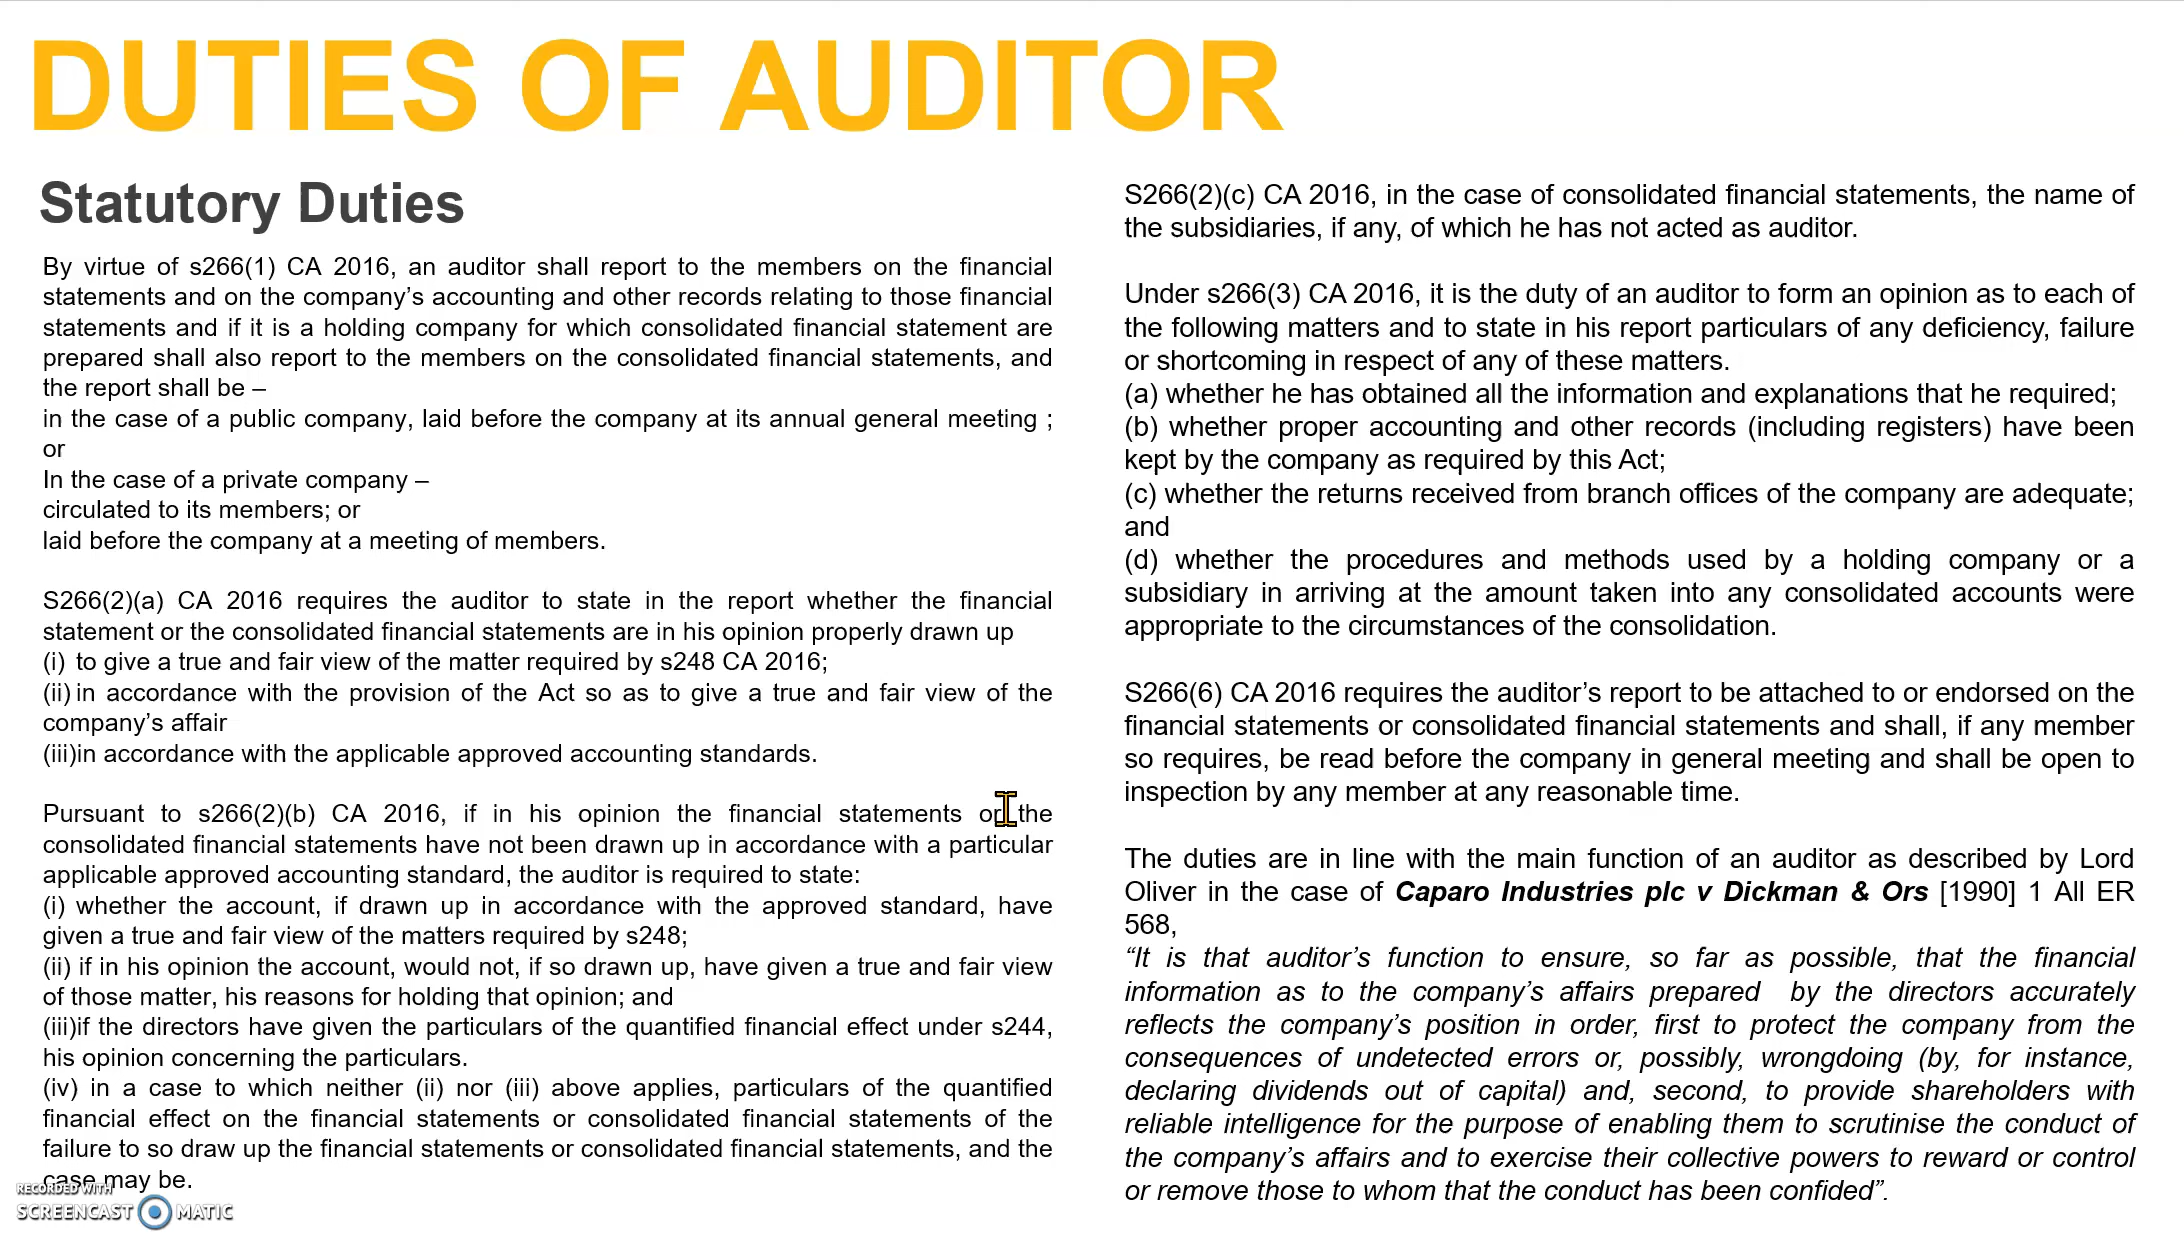 DUTIES OF AUDITOR
Statutory Duties
By virtue of s266(1) CA 2016, an auditor shall report to the members on the financial
statements and on the company’s accounting and other records relating to those financial
statements and if it is a holding company for which consolidated financial statement are
prepared shall also report to the members on the consolidated financial statements, and
the report shall be –
in the case of a public company, laid before the company at its annual general meeting ;
or
In the case of a private company –
circulated to its members; or
laid before the company at a meeting of members.
S266(2)(a) CA 2016 requires the auditor to state in the report whether the financial
statement or the consolidated financial statements are in his opinion properly drawn up
(i) to give a true and fair view of the matter required by s248 CA 2016;
(ii) in accordance with the provision of the Act so as to give a true and fair view of the
company’s affair
(iii)in accordance with the applicable approved accounting standards.
Pursuant to s266(2)(b) CA 2016, if in his opinion the financial statements or the
consolidated financial statements have not been drawn up in accordance with a particular
applicable approved accounting standard, the auditor is required to state:
(i) whether the account, if drawn up in accordance with the approved standard, have
given a true and fair view of the matters required by s248;
(ii) if in his opinion the account, would not, if so drawn up, have given a true and fair view
of those matter, his reasons for holding that opinion; and
(iii)if the directors have given the particulars of the quantified financial effect under s244,
his opinion concerning the particulars.
(iv) in a case to which neither (ii) nor (iii) above applies, particulars of the quantified
financial effect on the financial statements or consolidated financial statements of the
failure to so draw up the financial statements or consolidated financial statements, and the
case may be.
RECORDED WITH
SCREENCAST MATIC
S266(2)(c) CA 2016, in the case of consolidated financial statements, the name of
the subsidiaries, if any, of which he has not acted as auditor.
Under s266(3) CA 2016, it is the duty of an auditor to form an opinion as to each of
the following matters and to state in his report particulars of any deficiency, failure
or shortcoming in respect of any of these matters.
(a) whether he has obtained all the information and explanations that he required;
(b) whether proper accounting and other records (including registers) have been
kept by the company as required by this Act;
(c) whether the returns received from branch offices of the company are adequate;
and
(d) whether the procedures and methods used by a holding company or a
subsidiary in arriving at the amount taken into any consolidated accounts were
appropriate to the circumstances of the consolidation.
S266(6) CA 2016 requires the auditor’s report to be attached to or endorsed on the
financial statements or consolidated financial statements and shall, if any member
so requires, be read before the company in general meeting and shall be open to
inspection by any member at any reasonable time.
The duties are in line with the main function of an auditor as described by Lord
Oliver in the case of Caparo Industries plc v Dickman & Ors [1990] 1 All ER
568,
“It is that auditor’s function to ensure, so far as possible, that the financial
information as to the company’s affairs prepared by the directors accurately
reflects the company’s position in order, first to protect the company from the
consequences of undetected errors or, possibly, wrongdoing (by, for instance,
declaring dividends out of capital) and, second, to provide shareholders with
reliable intelligence for the purpose of enabling them to scrutinise the conduct of
the company’s affairs and to exercise their collective powers to reward or control
or remove those to whom that the conduct has been confided”.